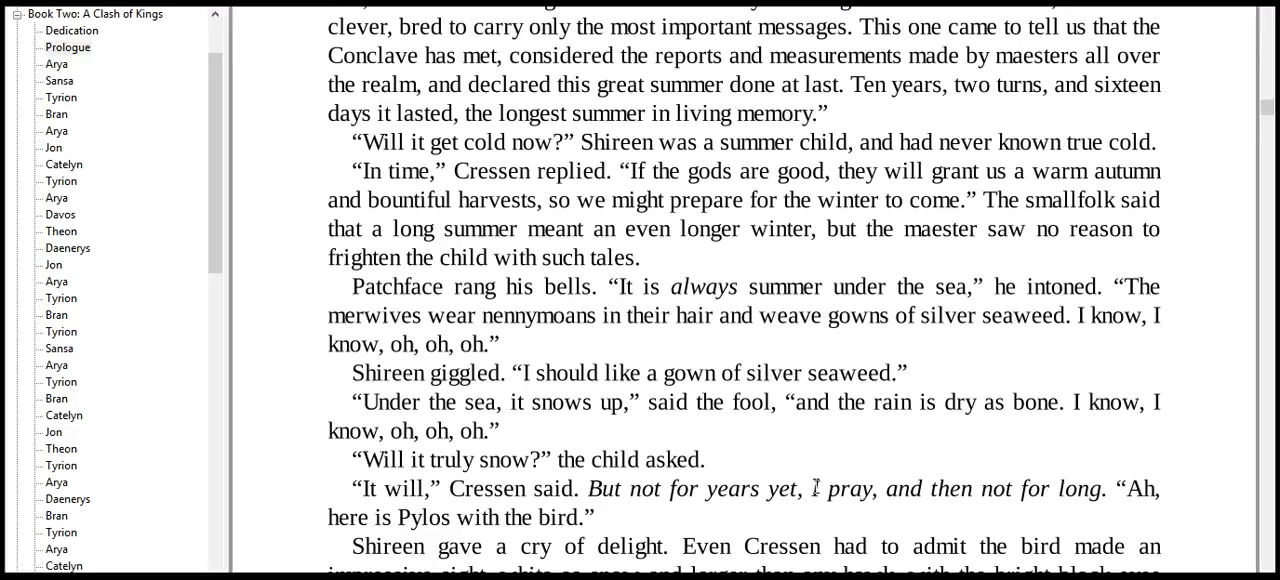 Book Two: A Clash of Kings
Dedication
Prologue
Arya
Sansa
Tyrion
Bran
Arya
Jon
Catelyn
Tyrion
Arya
Davos
Theon
Daenerys
Jon
Arya
Tyrion
Bran
Tyrion
Sansa
Arya
Tyrion
Bran
Catelyn
Jon
Theon
Tyrion
Arya
Daenerys
Bran
Tyrion
Arya
Catelyn
clever, bred to carry only the most important messages. This one came to tell us that the
Conclave has met, considered the reports and measurements made by maesters all over
the realm, and declared this great summer done at last. Ten years, two turns, and sixteen
days it lasted, the longest summer in living memory.”
“Will it get cold now?” Shireen was a summer child, and had never known true cold.
“In time,” Cressen replied. “If the gods are good, they will grant us a warm autumn
and bountiful harvests, so we might prepare for the winter to come.” The smallfolk said
that a long summer meant an even longer winter, but the maester saw no reason to
frighten the child with such tales.
Patchface rang his bells. “It is always summer under the sea,” he intoned. “The
merwives wear nennymoans in their hair and weave gowns of silver seaweed. I know, I
know, oh, oh, oh.”
Shireen giggled. “I should like a gown of silver seaweed.”
“Under the sea, it snows up,” said the fool, “and the rain is dry as bone. I know, I
know, oh, oh, oh.”
“Will it truly snow?” the child asked.
“It will,” Cressen said. But not for years yet, I pray, and then not for long. “Ah,
here is Pylos with the bird.”
Shireen gave a cry of delight. Even Cressen had to admit the bird made an